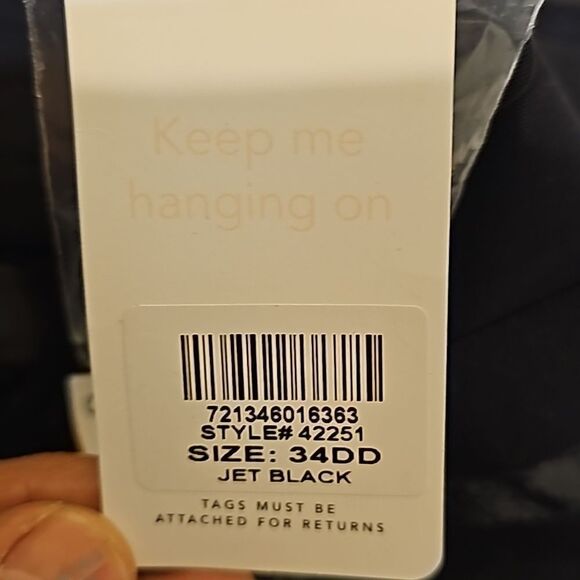 Keep me
hanging on
721346016363
STYLE# 42251
SIZE: 34DD
JET BLACK
TAGS MUST BE
ATTACHED FOR RETURNS